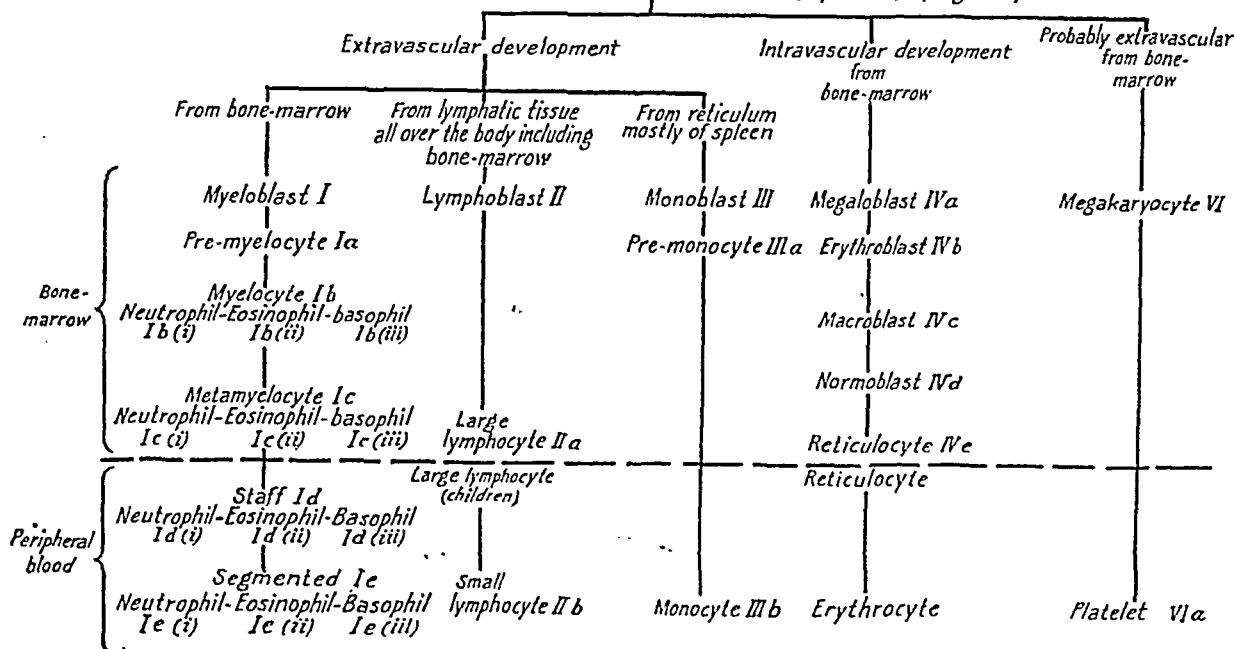 Extravascular development
Intravascular development
from
bone-marrow
Probably extravascular
from bone-
marrow
From bone-marrow
From lymphatic tissue
all over the body including
bone-marrow
From reticulum
mostly of spleen
Myeloblast I
Lymphoblast II
Monoblast III
Megaloblast IVa
Megakaryocyte VI
Pre-myelocyte Ia
Pre-monocyte IIIa
Erythroblast IVb
Bone-
marrow
Myelocyte Ib
Neutrophil-Eosinophil-basophil
Ib (i) Ib (ii) Ib (iii)
Macroblast IVc
Normoblast IVd
Metamyelocyte Ic
Neutrophil-Eosinophil-basophil
Ic (i) Ic (ii) Ic (iii)
Large
lymphocyte IIa
Reticulocyte IVe
Large lymphocyte
(children)
Reticulocyte
Peripheral
blood
Staff Id
Neutrophil-Eosinophil-Basophil
Id (i) Id (ii) Id (iii)
Segmented Ie
Neutrophil-Eosinophil-Basophil
Ie (i) Ie (ii) Ie (iii)
Small
lymphocyte IIb
Monocyte IIIb
Erythrocyte
Platelet VIa